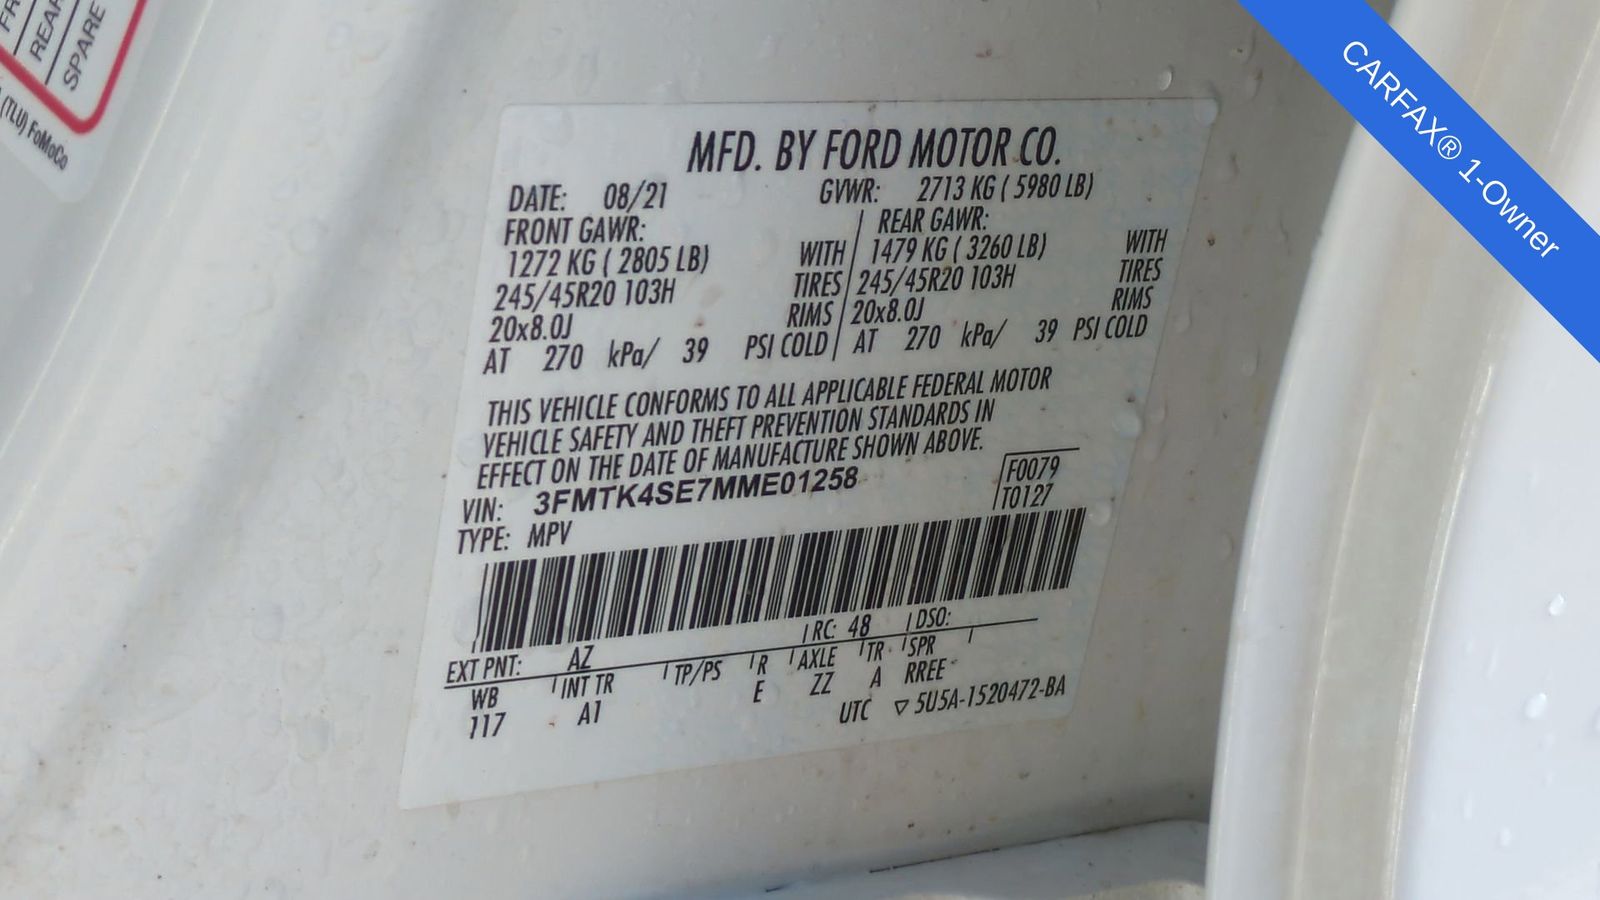 REAR
SPARE
(TLU) FoMoCo
CARFAX® 1-Owner
MFD. BY FORD MOTOR CO.
DATE: 08/21 GVWR: 2713 KG ( 5980 LB)
FRONT GAWR: REAR GAWR:
1272 KG ( 2805 LB) WITH 1479 KG ( 3260 LB) WITH
245/45R20 103H TIRES 245/45R20 103H TIRES
20x8.0J RIMS 20x8.0J RIMS
AT 270 kPa/ 39 PSI COLD AT 270 kPa/ 39 PSI COLD
THIS VEHICLE CONFORMS TO ALL APPLICABLE FEDERAL MOTOR
VEHICLE SAFETY AND THEFT PREVENTION STANDARDS IN
EFFECT ON THE DATE OF MANUFACTURE SHOWN ABOVE.
VIN: 3FMTK4SE7MME01258 F0079
TYPE: MPV T0127
EXT PNT: AZ RC: 48 DSO:
WB INT TR TP/PS R AXLE TR SPR
117 A1 E ZZ A RREE
UTC ▽ 5U5A-1520472-BA